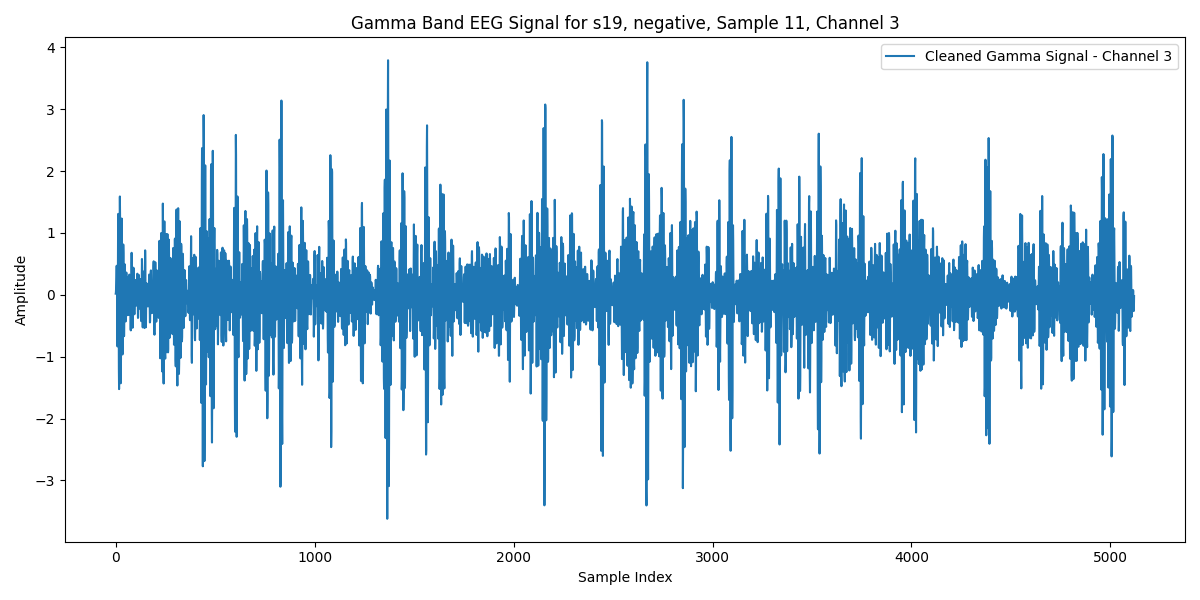 Gamma Band EEG Signal for s19, negative, Sample 11, Channel 3
Cleaned Gamma Signal - Channel 3
4
3
2
1
0
−1
−2
−3
Amplitude
0 1000 2000 3000 4000 5000
Sample Index